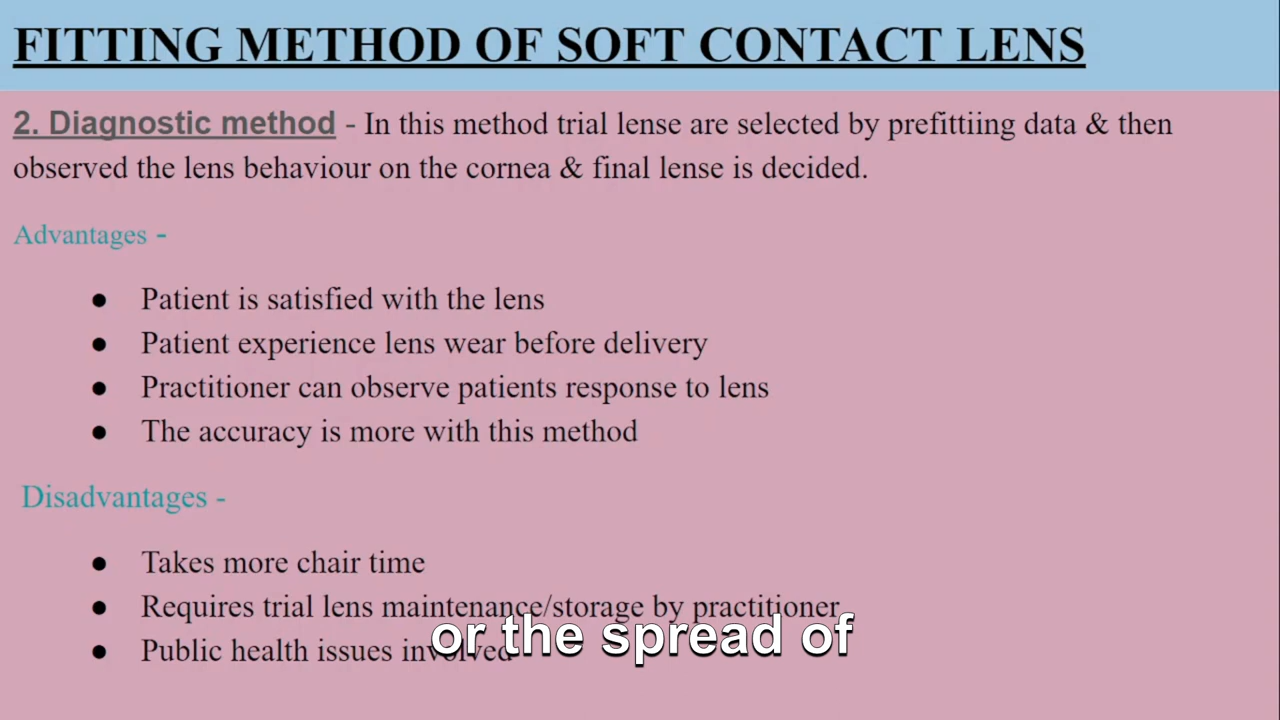 FITTING METHOD OF SOFT CONTACT LENS
2. Diagnostic method - In this method trial lense are selected by prefittiing data & then
observed the lens behaviour on the cornea & final lense is decided.
Advantages -
● Patient is satisfied with the lens
● Patient experience lens wear before delivery
● Practitioner can observe patients response to lens
● The accuracy is more with this method
Disadvantages -
● Takes more chair time
● Requires trial lens maintenance/storage by practitioner
● Public health issues involved
or the spread of